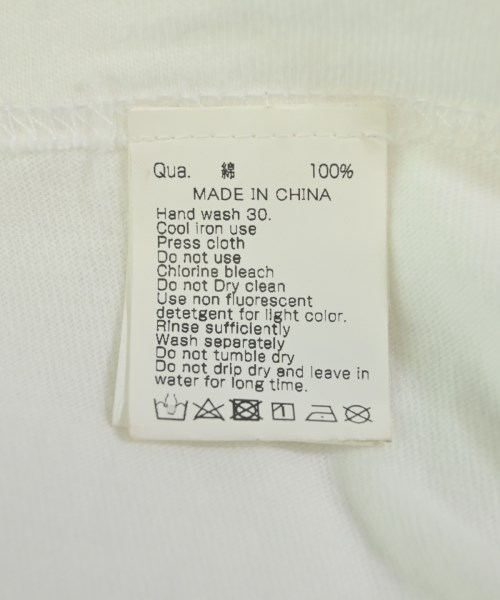 Qua. 綿 100%
MADE IN CHINA
Hand wash 30.
Cool iron use
Press cloth
Do not use
Chlorine bleach
Do not Dry clean
Use non fluorescent
detetgent for light color.
Rinse sufficiently
Wash separately
Do not tumble dry
Do not drip dry and leave in
water for long time.